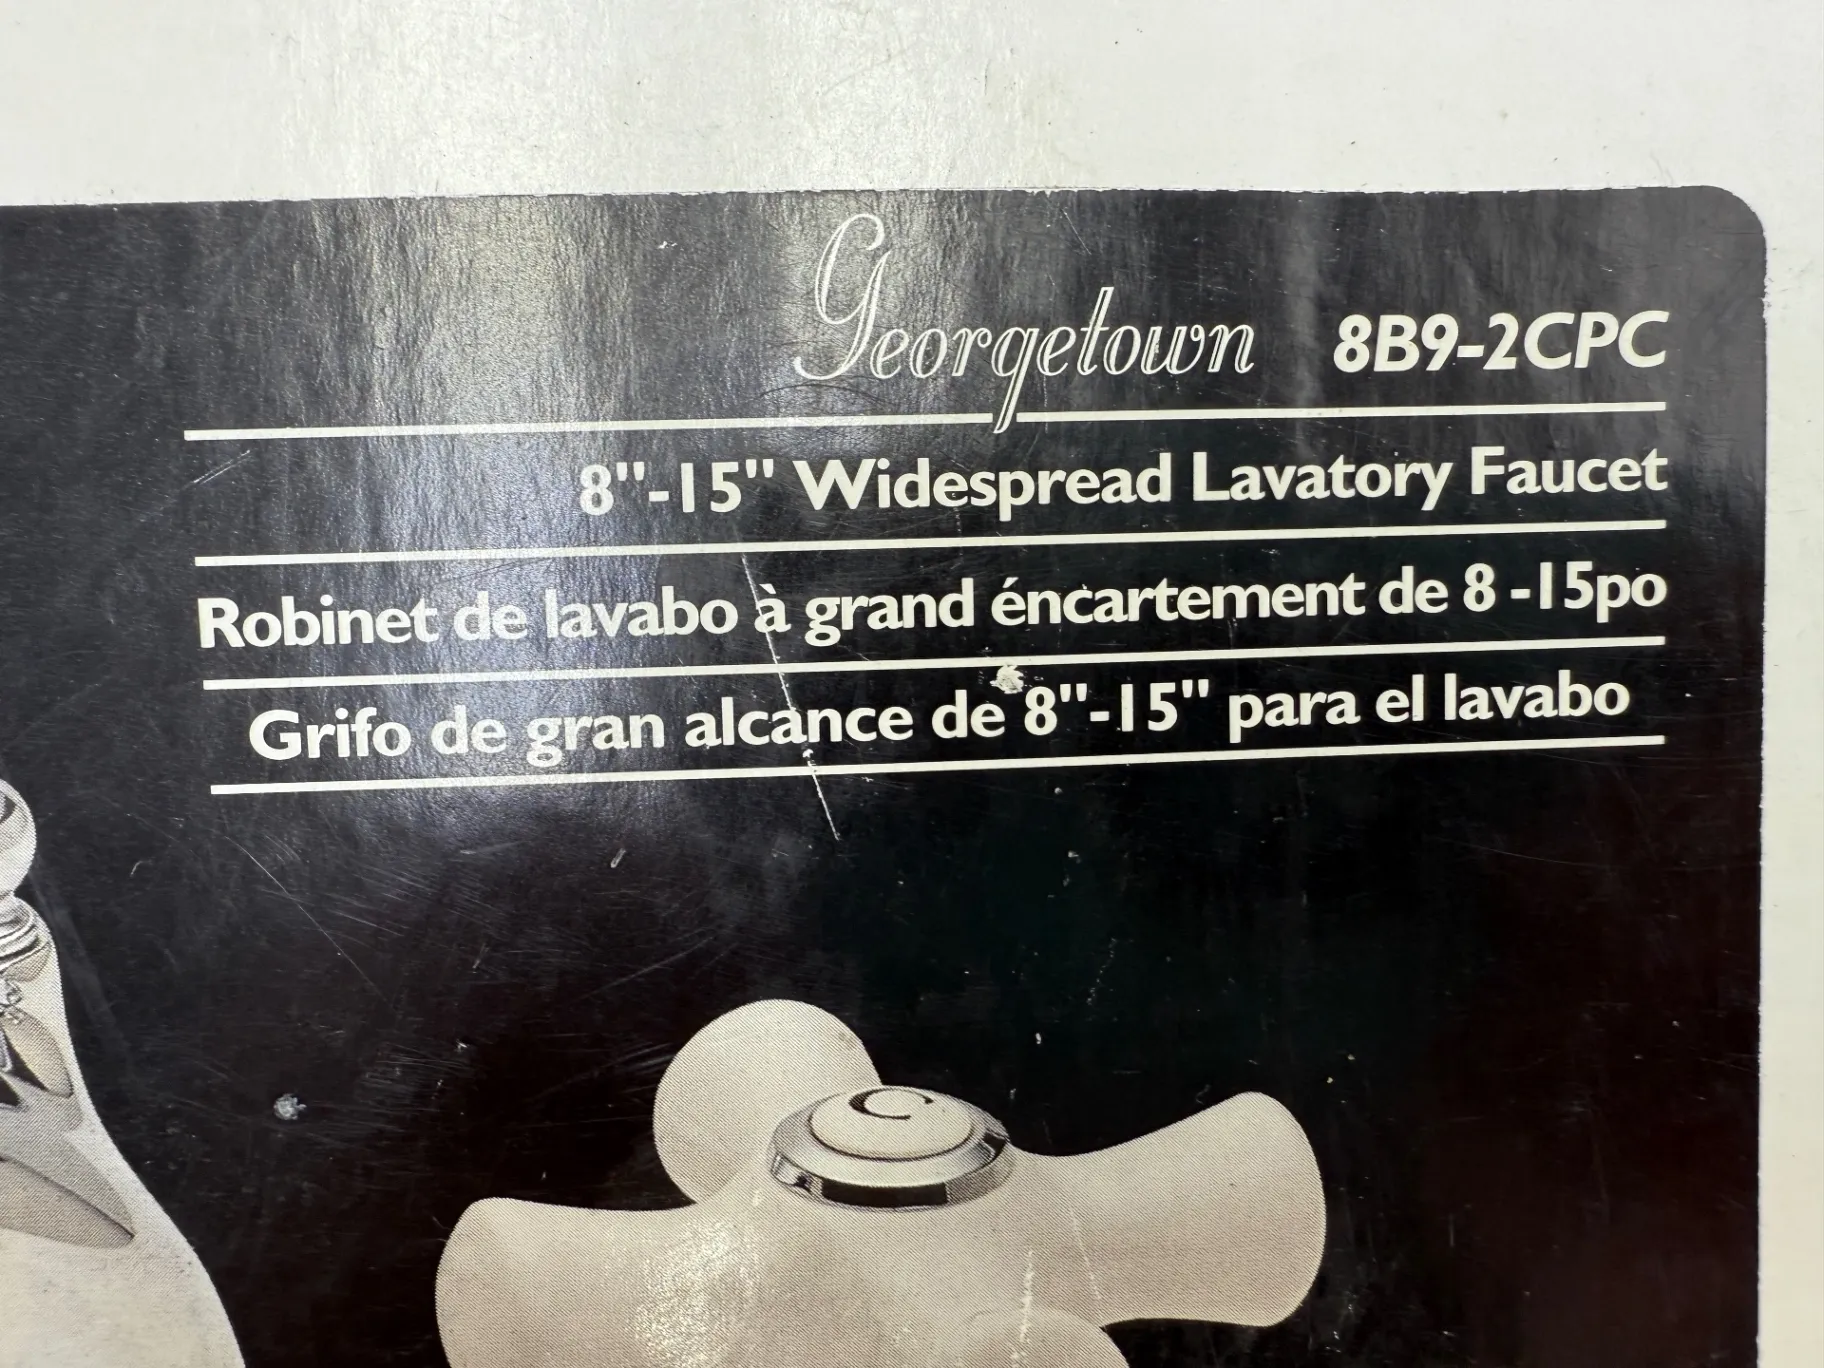 Georgetown 8B9-2CPC
8"-15" Widespread Lavatory Faucet
Robinet de lavabo à grand éncartement de 8 -15po
Grifo de gran alcance de 8"-15" para el lavabo
C